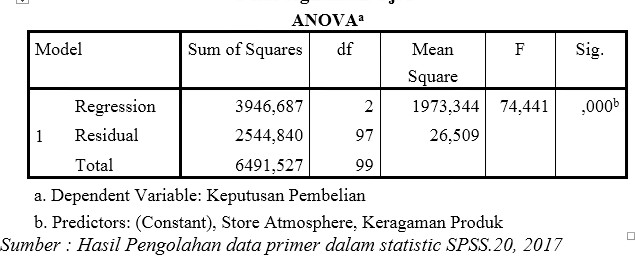 ANOVAᵃ
Model Sum of Squares df Mean Square F Sig.
Regression 3946,687 2 1973,344 74,441 ,000ᵇ
1 Residual 2544,840 97 26,509
Total 6491,527 99
a. Dependent Variable: Keputusan Pembelian
b. Predictors: (Constant), Store Atmosphere, Keragaman Produk
Sumber : Hasil Pengolahan data primer dalam statistic SPSS.20, 2017